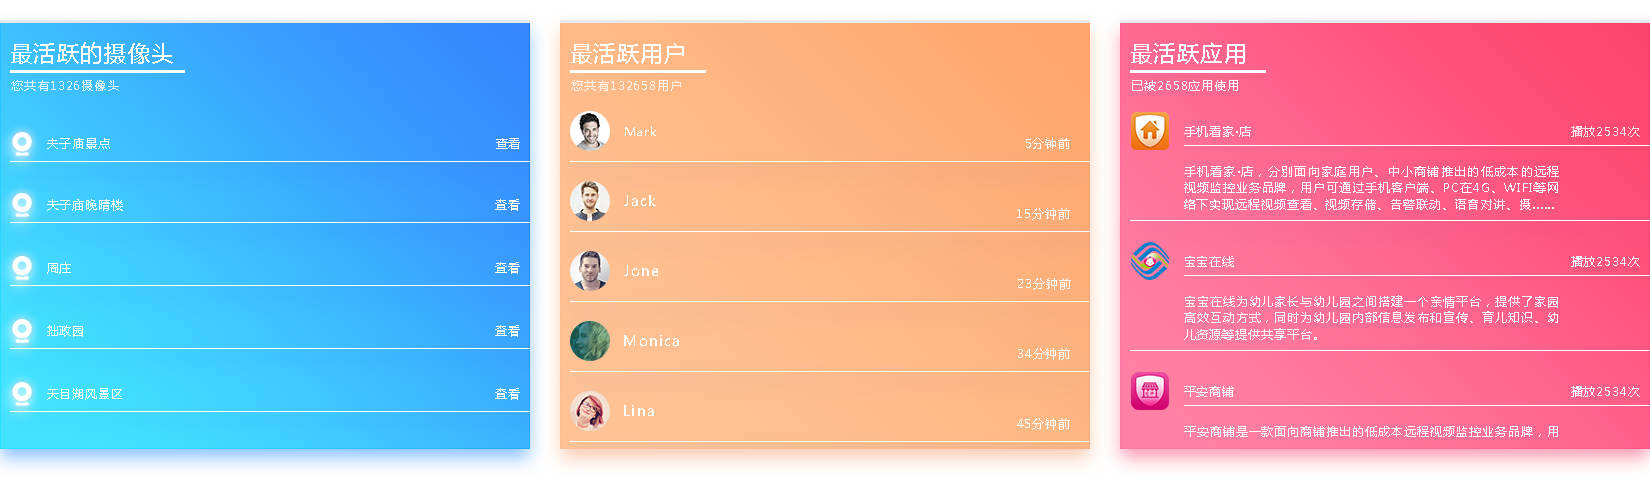 最活跃的摄像头
您共有1326摄像头
夫子庙景点 查看
夫子庙晚晴楼 查看
周庄 查看
拙政园 查看
天目湖风景区 查看
最活跃用户
您共有132658用户
Mark 5分钟前
Jack 15分钟前
Jone 23分钟前
Monica 34分钟前
Lina 45分钟前
最活跃应用
已被2658应用使用
手机看家·店 播放2534次
手机看家·店，分别面向家庭用户、中小商铺推出的低成本的远程
视频监控业务品牌，用户可通过手机客户端、PC在4G、WIFI等网
络下实现远程视频查看、视频存储、告警联动、语音对讲、摄......
宝宝在线 播放2534次
宝宝在线为幼儿家长与幼儿园之间搭建一个亲情平台，提供了家园
高效互动方式，同时为幼儿园内部信息发布和宣传、育儿知识、幼
儿资源等提供共享平台。
平安商铺 播放2534次
平安商铺是一款面向商铺推出的低成本远程视频监控业务品牌，用